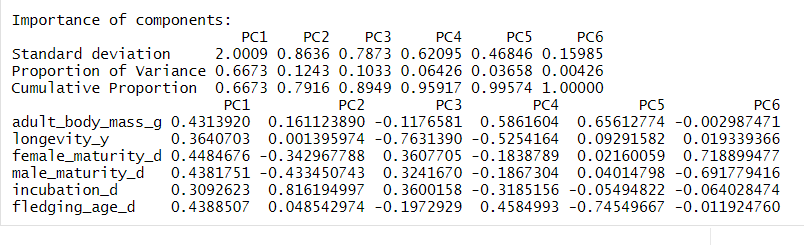 Importance of components:
PC1 PC2 PC3 PC4 PC5 PC6
Standard deviation 2.0009 0.8636 0.7873 0.62095 0.46846 0.15985
Proportion of Variance 0.6673 0.1243 0.1033 0.06426 0.03658 0.00426
Cumulative Proportion 0.6673 0.7916 0.8949 0.95917 0.99574 1.00000
PC1 PC2 PC3 PC4 PC5 PC6
adult_body_mass_g 0.4313920 0.161123890 -0.1176581 0.5861604 0.65612774 -0.002987471
longevity_y 0.3640703 0.001395974 -0.7631390 -0.5254164 0.09291582 0.019339366
female_maturity_d 0.4484676 -0.342967788 0.3607705 -0.1838789 0.02160059 0.718899477
male_maturity_d 0.4381751 -0.433450743 0.3241670 -0.1867304 0.04014798 -0.691779416
incubation_d 0.3092623 0.816194997 0.3600158 -0.3185156 -0.05494822 -0.064028474
fledging_age_d 0.4388507 0.048542974 -0.1972929 0.4584993 -0.74549667 -0.011924760